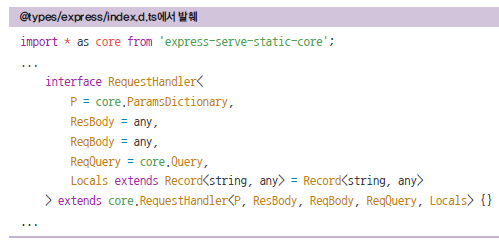 @types/express/index.d.ts에서 발췌
import * as core from 'express-serve-static-core';
...
interface RequestHandler<
P = core.ParamsDictionary,
ResBody = any,
ReqBody = any,
ReqQuery = core.Query,
Locals extends Record<string, any> = Record<string, any>
> extends core.RequestHandler<P, ResBody, ReqBody, ReqQuery, Locals> {}
...